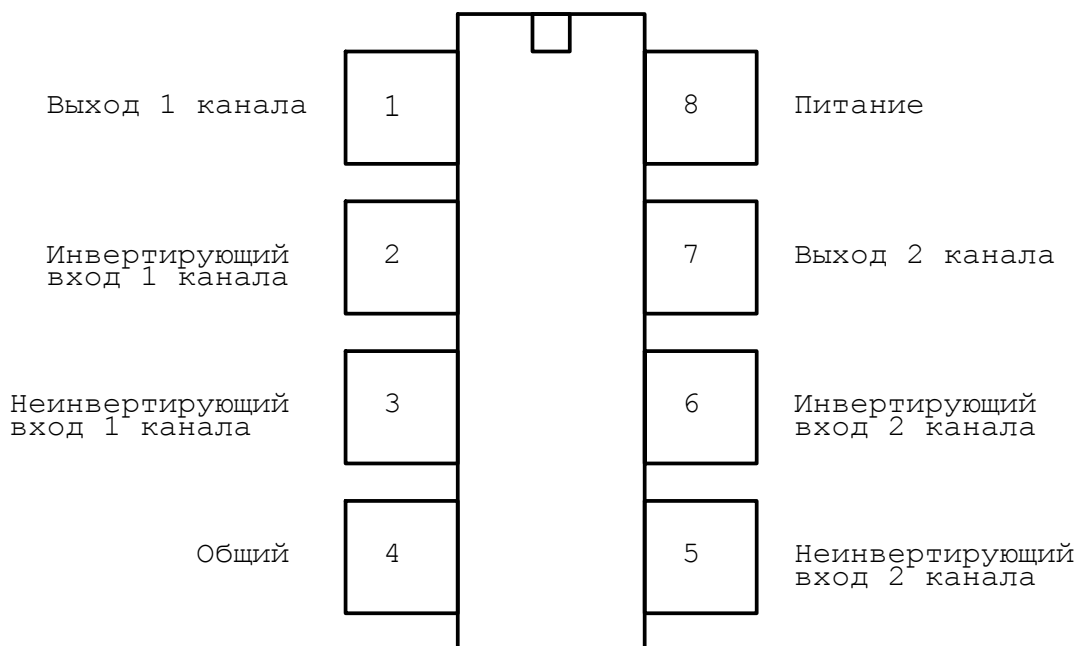 Выход 1 канала
1
8
Питание
Инвертирующий
вход 1 канала
2
7
Выход 2 канала
Неинвертирующий
вход 1 канала
3
6
Инвертирующий
вход 2 канала
Общий
4
5
Неинвертирующий
вход 2 канала